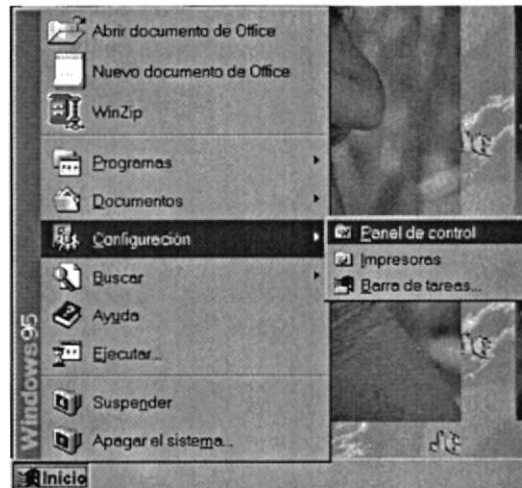 Abrir documento de Office
Nuevo documento de Office
WinZip
Programas
Documentos
Configuración
Panel de control
Impresoras
Barra de tareas...
Buscar
Ayuda
Ejecutar...
Suspender
Apagar el sistema...
Windows95
Inicio